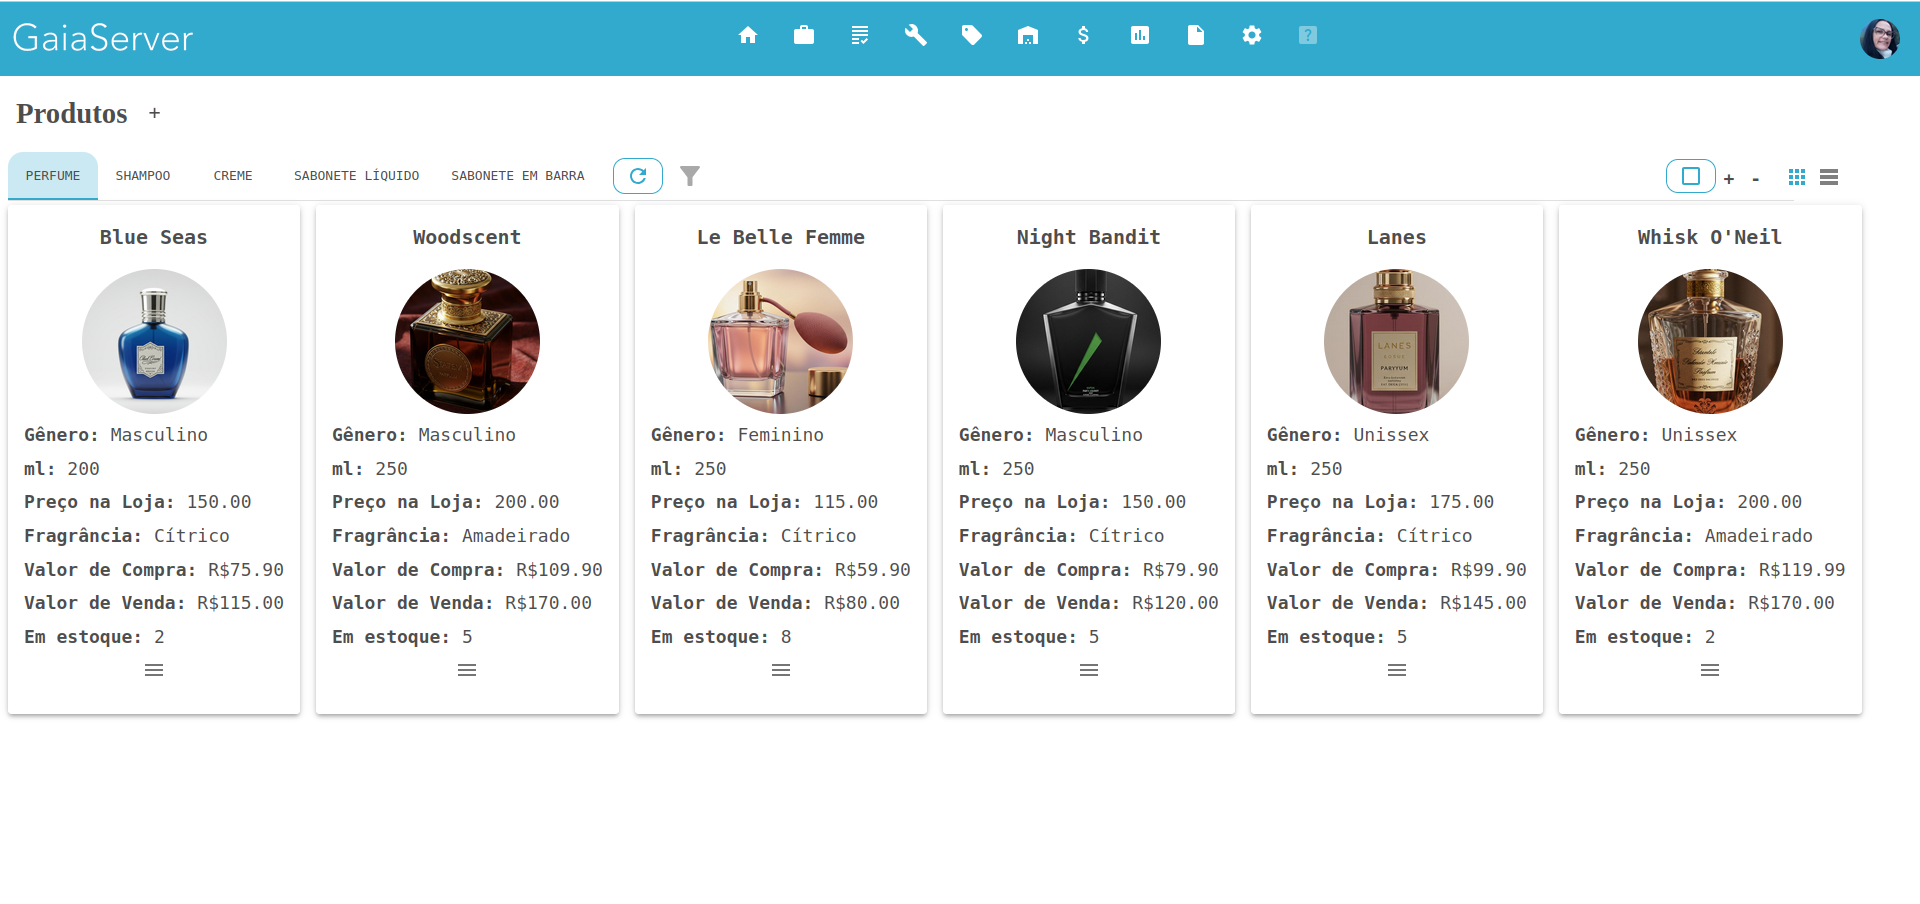 GaiaServer
$
?
Produtos +
PERFUME SHAMPOO CREME SABONETE LÍQUIDO SABONETE EM BARRA + -
Blue Seas
Gênero: Masculino
ml: 200
Preço na Loja: 150.00
Fragrância: Cítrico
Valor de Compra: R$75.90
Valor de Venda: R$115.00
Em estoque: 2
Woodscent
Gênero: Masculino
ml: 250
Preço na Loja: 200.00
Fragrância: Amadeirado
Valor de Compra: R$109.90
Valor de Venda: R$170.00
Em estoque: 5
Le Belle Femme
Gênero: Feminino
ml: 250
Preço na Loja: 115.00
Fragrância: Cítrico
Valor de Compra: R$59.90
Valor de Venda: R$80.00
Em estoque: 8
Night Bandit
Gênero: Masculino
ml: 250
Preço na Loja: 150.00
Fragrância: Cítrico
Valor de Compra: R$79.90
Valor de Venda: R$120.00
Em estoque: 5
Lanes
LANES
PARYYUM
Gênero: Unissex
ml: 250
Preço na Loja: 175.00
Fragrância: Cítrico
Valor de Compra: R$99.90
Valor de Venda: R$145.00
Em estoque: 5
Whisk O'Neil
Gênero: Unissex
ml: 250
Preço na Loja: 200.00
Fragrância: Amadeirado
Valor de Compra: R$119.99
Valor de Venda: R$170.00
Em estoque: 2